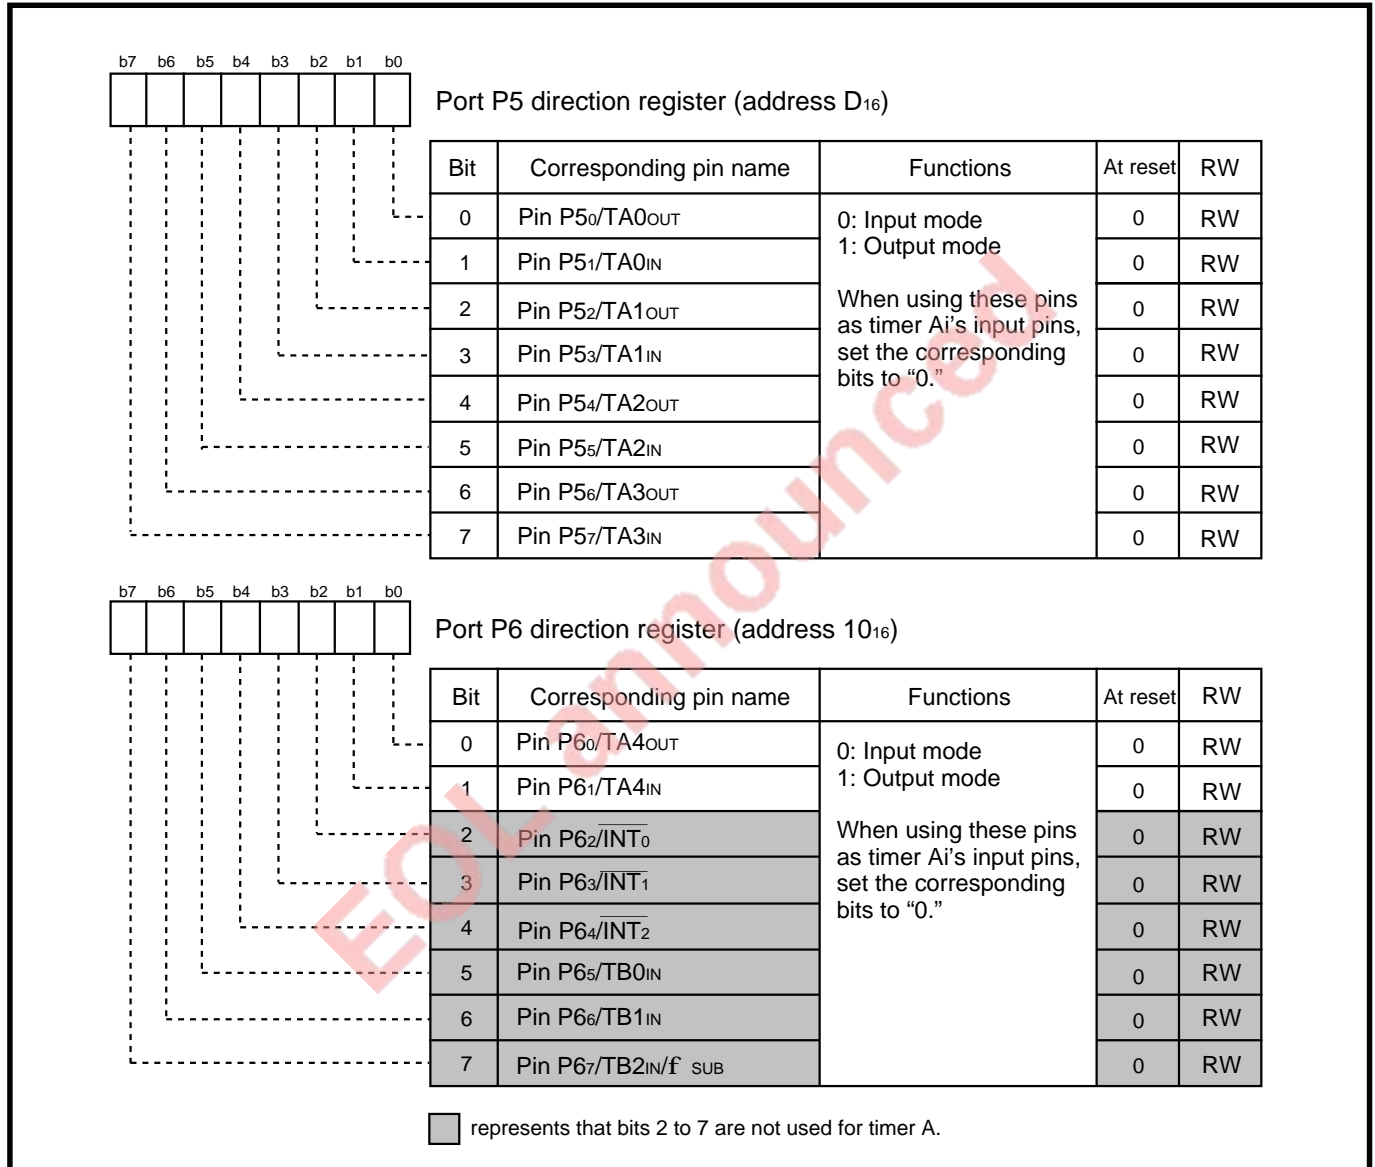 b7 b6 b5 b4 b3 b2 b1 b0
Port P5 direction register (address D16)
Bit Corresponding pin name Functions At reset RW
0 Pin P50/TA0OUT 0 RW
1 Pin P51/TA0IN 0 RW
2 Pin P52/TA1OUT 0 RW
3 Pin P53/TA1IN 0 RW
4 Pin P54/TA2OUT 0 RW
5 Pin P55/TA2IN 0 RW
6 Pin P56/TA3OUT 0 RW
7 Pin P57/TA3IN 0 RW
0: Input mode
1: Output mode
When using these pins
as timer Ai’s input pins,
set the corresponding
bits to “0.”
b7 b6 b5 b4 b3 b2 b1 b0
Port P6 direction register (address 1016)
Bit Corresponding pin name Functions At reset RW
0 Pin P60/TA4OUT 0 RW
1 Pin P61/TA4IN 0 RW
2 Pin P62/INT0 0 RW
3 Pin P63/INT1 0 RW
4 Pin P64/INT2 0 RW
5 Pin P65/TB0IN 0 RW
6 Pin P66/TB1IN 0 RW
7 Pin P67/TB2IN/f SUB 0 RW
0: Input mode
1: Output mode
When using these pins
as timer Ai’s input pins,
set the corresponding
bits to “0.”
represents that bits 2 to 7 are not used for timer A.
EOL announced